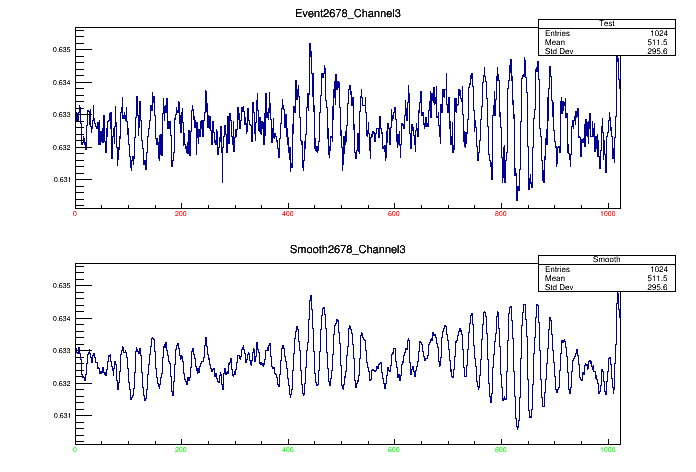 Event2678_Channel3
Test
Entries 1024
Mean 511.5
Std Dev 295.6
0.635
0.634
0.633
0.632
0.631
0 200 400 600 800 1000
Smooth2678_Channel3
Smooth
Entries 1024
Mean 511.5
Std Dev 295.6
0.635
0.634
0.633
0.632
0.631
0 200 400 600 800 1000